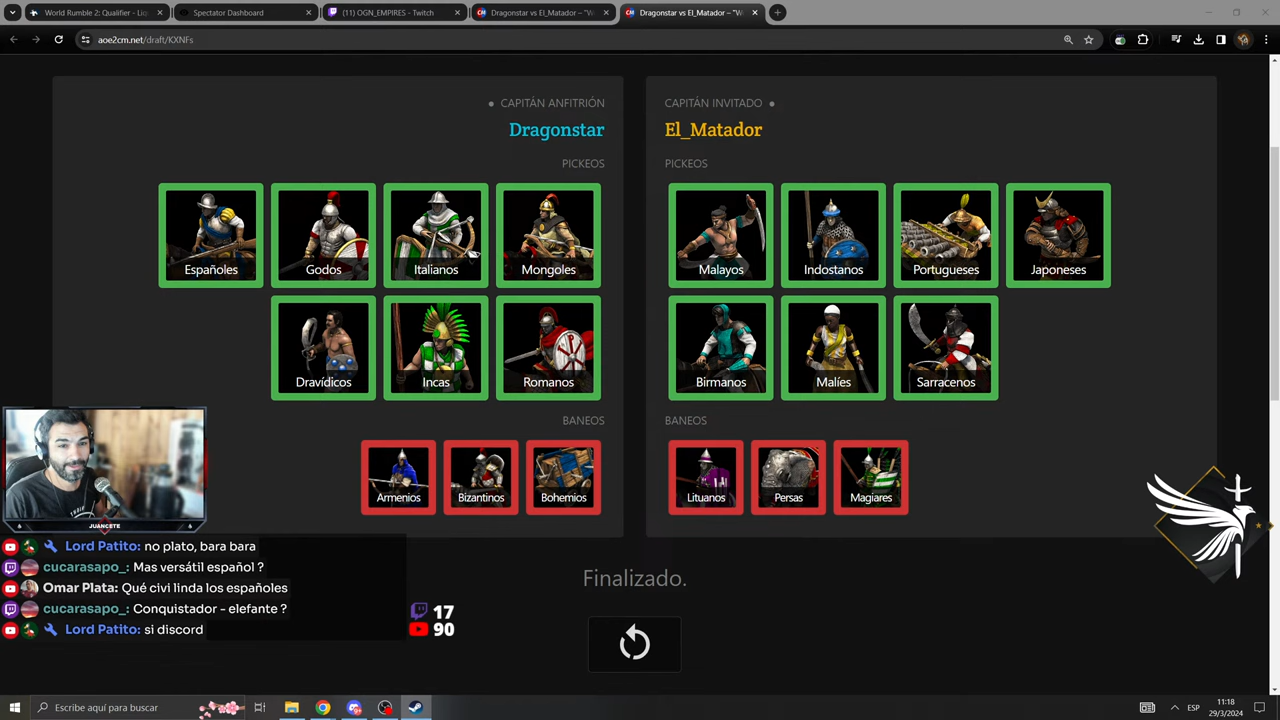 World Rumble 2: Qualifier - Liq
Spectator Dashboard
(11) OGN_EMPIRES - Twitch
Dragonstar vs El_Matador – "W
Dragonstar vs El_Matador – "W
aoe2cm.net/draft/KXNFs
CAPITÁN ANFITRIÓN
Dragonstar
PICKEOS
Españoles
Godos
Italianos
Mongoles
Dravídicos
Incas
Romanos
BANEOS
Armenios
Bizantinos
Bohemios
CAPITÁN INVITADO
El_Matador
PICKEOS
Malayos
Indostanos
Portugueses
Japoneses
Birmanos
Malíes
Sarracenos
BANEOS
Lituanos
Persas
Magiares
Finalizado.
JUANCETE
Lord Patito: no plato, bara bara
cucarasapo_: Mas versátil español ?
Omar Plata: Qué civi linda los españoles
cucarasapo_: Conquistador - elefante ?
Lord Patito: si discord
17
90
Escribe aquí para buscar
ESP
11:18
29/3/2024